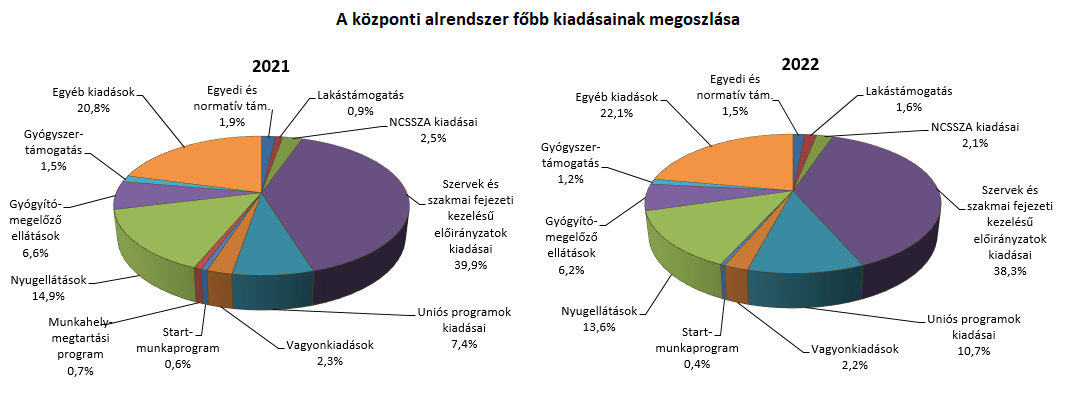 A központi alrendszer főbb kiadásainak megoszlása
2021
Egyedi és
normatív tám.
1,9%
Lakástámogatás
0,9%
NCSSZA kiadásai
2,5%
Szervek és
szakmai fejezeti
kezelésű
előirányzatok
kiadásai
39,9%
Uniós programok
kiadásai
7,4%
Vagyonkiadások
2,3%
Start-
munkaprogram
0,6%
Munkahely-
megtartási
program
0,7%
Nyugellátások
14,9%
Gyógyító-
megelőző
ellátások
6,6%
Gyógyszer-
támogatás
1,5%
Egyéb kiadások
20,8%
2022
Egyedi és
normatív tám.
1,5%
Lakástámogatás
1,6%
NCSSZA kiadásai
2,1%
Szervek és
szakmai fejezeti
kezelésű
előirányzatok
kiadásai
38,3%
Uniós programok
kiadásai
10,7%
Vagyonkiadások
2,2%
Start-
munkaprogram
0,4%
Nyugellátások
13,6%
Gyógyító-
megelőző
ellátások
6,2%
Gyógyszer-
támogatás
1,2%
Egyéb kiadások
22,1%